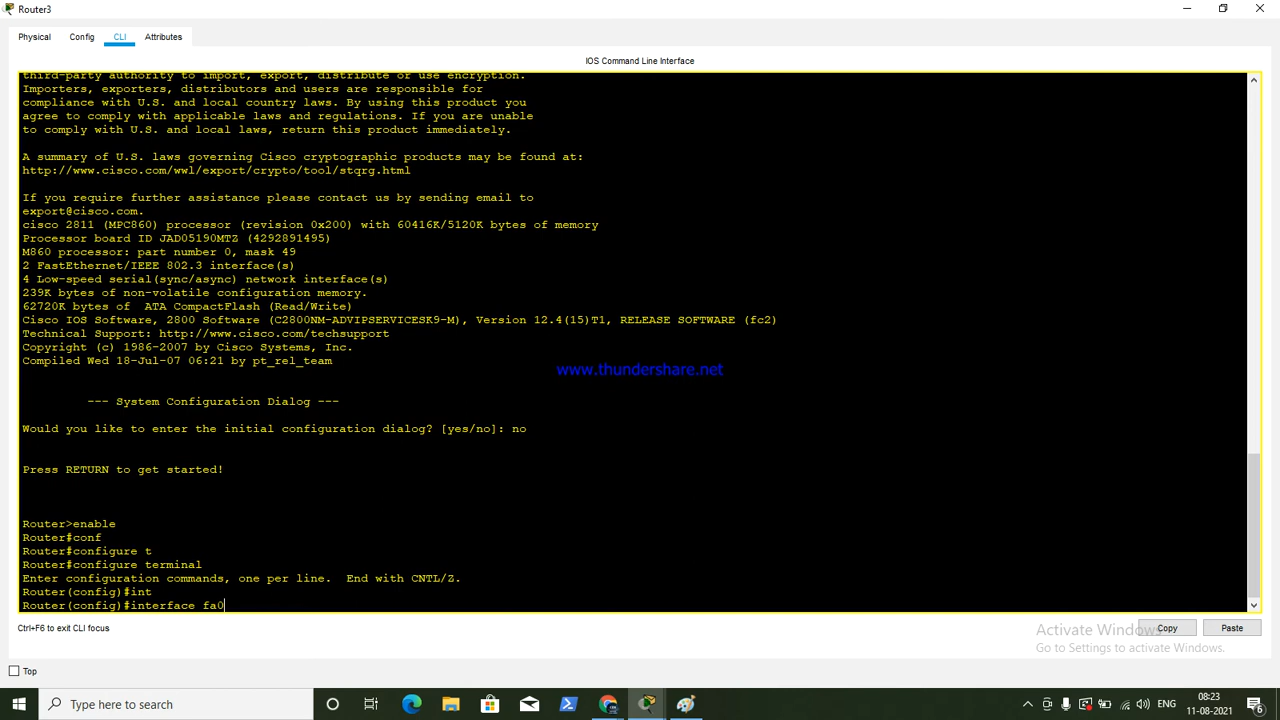 Router3
Physical Config CLI Attributes
IOS Command Line Interface
third-party authority to import, export, distribute or use encryption.
Importers, exporters, distributors and users are responsible for
compliance with U.S. and local country laws. By using this product you
agree to comply with applicable laws and regulations. If you are unable
to comply with U.S. and local laws, return this product immediately.
A summary of U.S. laws governing Cisco cryptographic products may be found at:
http://www.cisco.com/wwl/export/crypto/tool/stqrg.html
If you require further assistance please contact us by sending email to
export@cisco.com.
cisco 2811 (MPC860) processor (revision 0x200) with 60416K/5120K bytes of memory
Processor board ID JAD05190MTZ (4292891495)
M860 processor: part number 0, mask 49
2 FastEthernet/IEEE 802.3 interface(s)
4 Low-speed serial(sync/async) network interface(s)
239K bytes of non-volatile configuration memory.
62720K bytes of ATA CompactFlash (Read/Write)
Cisco IOS Software, 2800 Software (C2800NM-ADVIPSERVICESK9-M), Version 12.4(15)T1, RELEASE SOFTWARE (fc2)
Technical Support: http://www.cisco.com/techsupport
Copyright (c) 1986-2007 by Cisco Systems, Inc.
Compiled Wed 18-Jul-07 06:21 by pt_rel_team
www.thundershare.net
--- System Configuration Dialog ---
Would you like to enter the initial configuration dialog? [yes/no]: no
Press RETURN to get started!
Router>enable
Router#conf
Router#configure t
Router#configure terminal
Enter configuration commands, one per line. End with CNTL/Z.
Router(config)#int
Router(config)#interface fa0
Ctrl+F6 to exit CLI focus
Copy Paste
Activate Windows
Go to Settings to activate Windows.
Top
Type here to search
ENG
08:23
11-08-2021
6